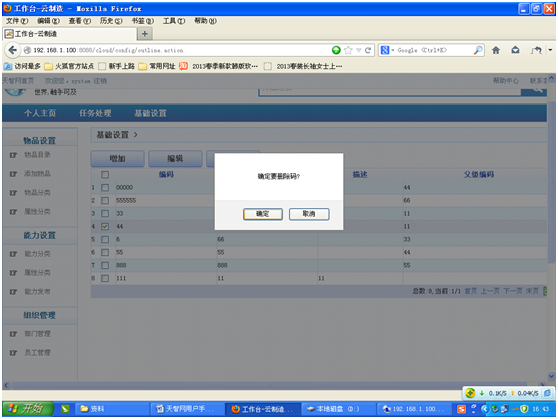 工作台-云制造 - Mozilla Firefox
文件(F) 编辑(E) 查看(V) 历史(S) 书签(B) 工具(T) 帮助(H)
工作台-云制造
192.168.1.100:8080/cloud/config/outline.action
Google <Ctrl+K>
访问最多 火狐官方站点 新手上路 常用网址 2013春季新款韩版玫… 2013春装长袖女士上…
天智网首页 欢迎您：system 注销 帮助中心
世界,触手可及
个人主页 任务处理 基础设置
物品设置
物品目录
添加物品
物品分类
属性分类
能力设置
能力分类
属性分类
能力发布
组织管理
部门管理
员工管理
基础设置 >
增加 编辑
编码 描述 父级编码
1 00000 44
2 555555 66
3 33 11
4 44 11
5 6 66 33
6 55 55 44
7 888 888 55
8 111 11 11
总数:8,当前:1/1 首页 上一页 下一页 末页
确定要删除码?
确定 取消
0.1K/S 0.04K/S
开始 资料 天智网用户手... 工作台-云制造... 本地磁盘 (D:) 192.168.1.100... 16:43